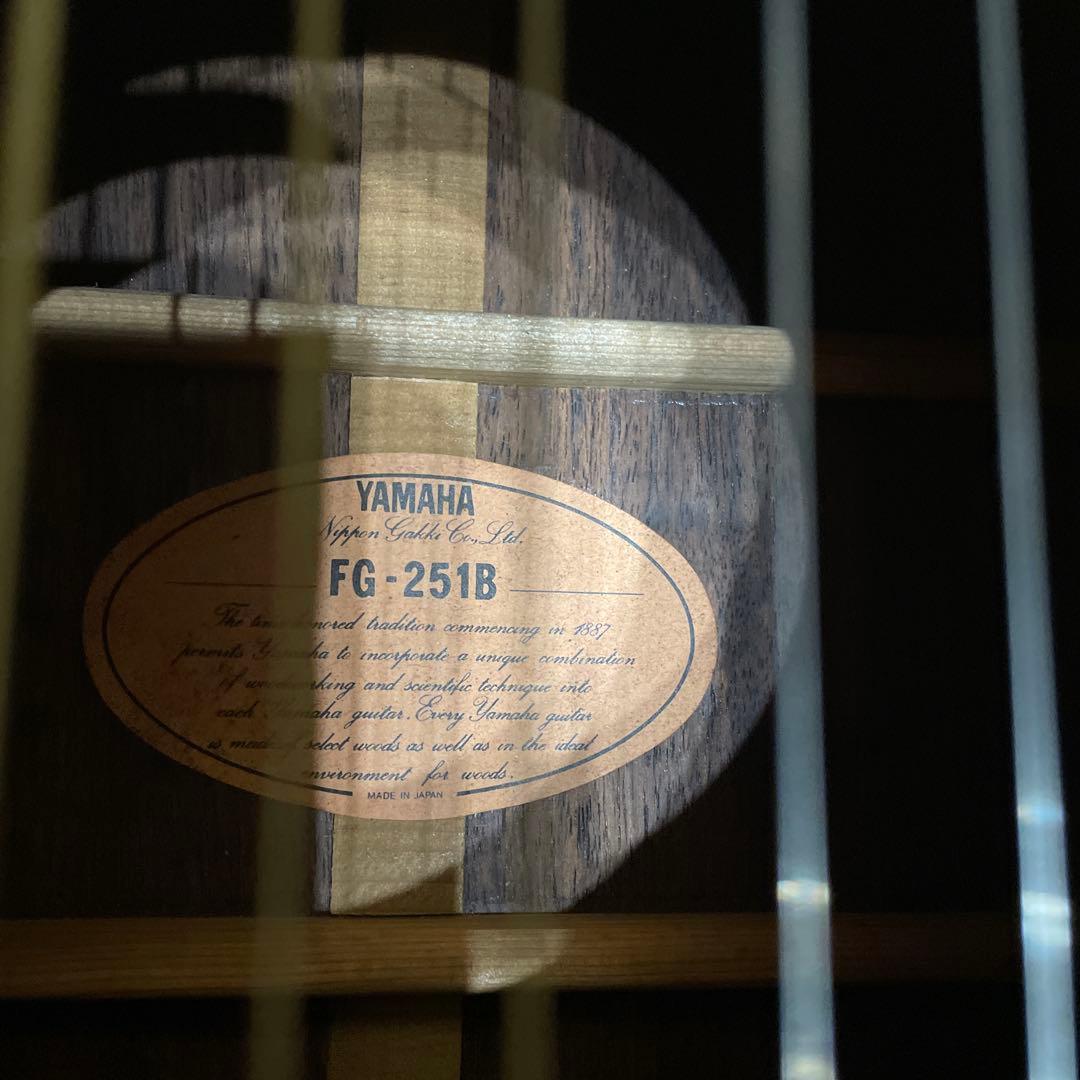 YAMAHA
Nippon Gakki Co., Ltd.
FG-251B
The time honored tradition commencing in 1887
permits Yamaha to incorporate a unique combination
of woodworking and scientific technique into
each Yamaha guitar. Every Yamaha guitar
is made of select woods as well as in the ideal
environment for woods.
MADE IN JAPAN